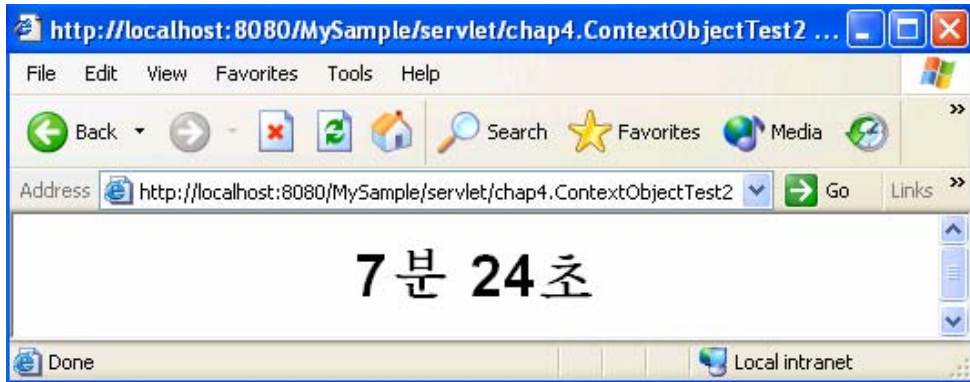 http://localhost:8080/MySample/servlet/chap4.ContextObjectTest2 ...
File Edit View Favorites Tools Help
Back Search Favorites Media
Address http://localhost:8080/MySample/servlet/chap4.ContextObjectTest2 Go Links
7분 24초
Done Local intranet